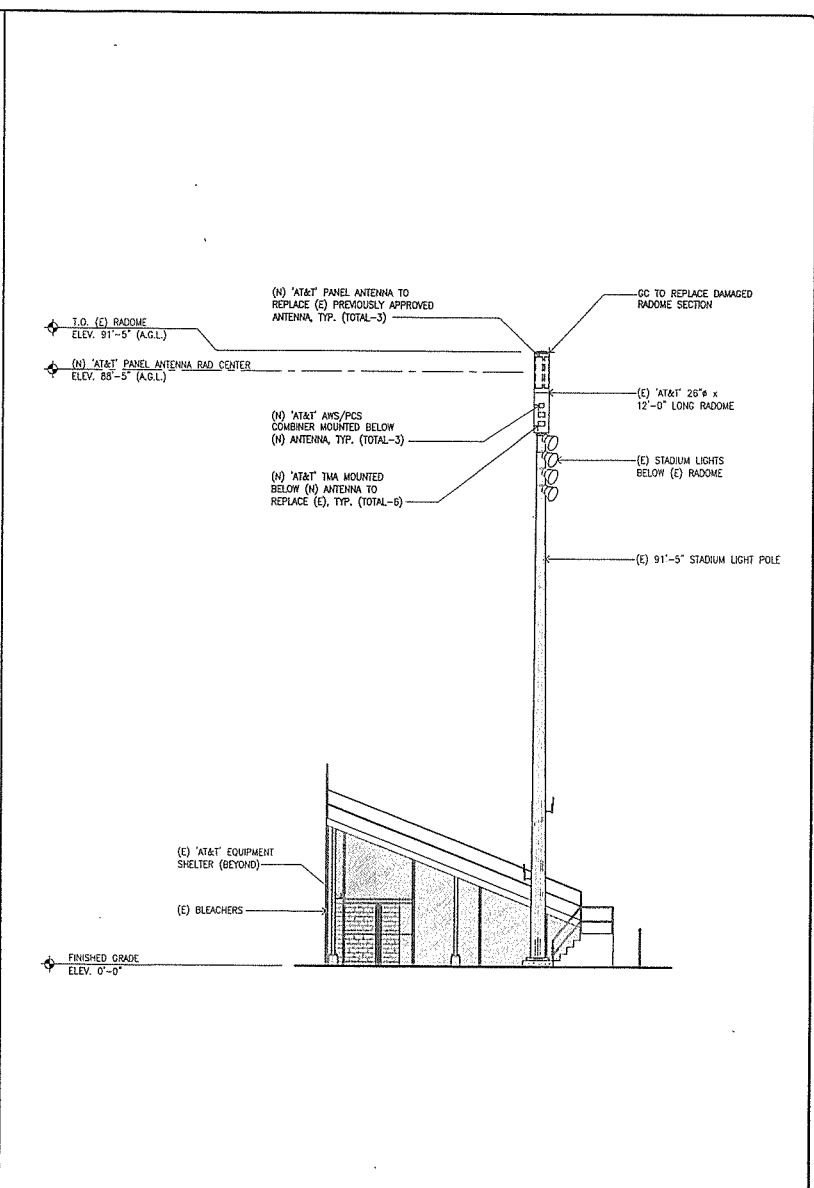 (N) 'AT&T' PANEL ANTENNA TO
REPLACE (E) PREVIOUSLY APPROVED
ANTENNA, TYP. (TOTAL-3)
GC TO REPLACE DAMAGED
RADOME SECTION
T.O. (E) RADOME
ELEV. 91'-5" (A.G.L.)
(N) 'AT&T' PANEL ANTENNA RAD CENTER
ELEV. 88'-5" (A.G.L.)
(E) 'AT&T' 26"ø x
12'-0" LONG RADOME
(N) 'AT&T' AWS/PCS
COMBINER MOUNTED BELOW
(N) ANTENNA, TYP. (TOTAL-3)
(E) STADIUM LIGHTS
BELOW (E) RADOME
(N) 'AT&T' TMA MOUNTED
BELOW (N) ANTENNA TO
REPLACE (E), TYP. (TOTAL-6)
(E) 91'-5" STADIUM LIGHT POLE
(E) 'AT&T' EQUIPMENT
SHELTER (BEYOND)
(E) BLEACHERS
FINISHED GRADE
ELEV. 0'-0"